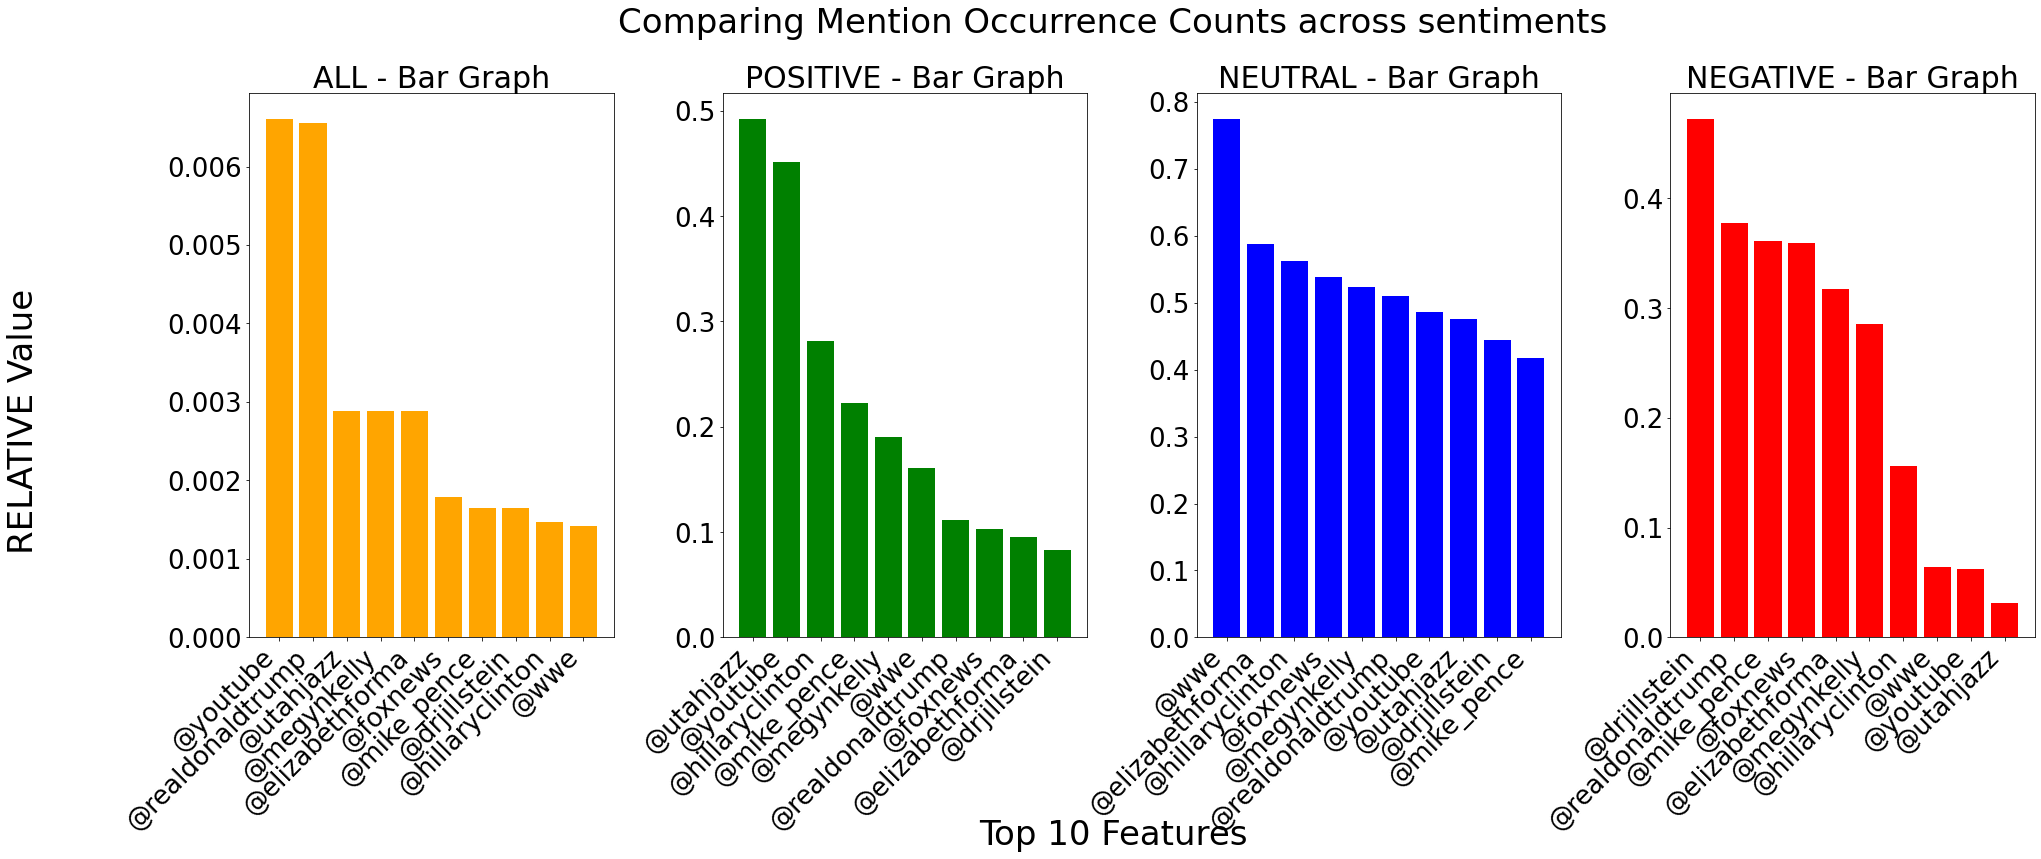 Comparing Mention Occurrence Counts across sentiments
RELATIVE Value
ALL - Bar Graph
0.006
0.005
0.004
0.003
0.002
0.001
0.000
@youtube
@realdonaldtrump
@utahjazz
@megynkelly
@elizabethforma
@foxnews
@mike_pence
@drjillstein
@hillaryclinton
@wwe
POSITIVE - Bar Graph
0.5
0.4
0.3
0.2
0.1
0.0
@utahjazz
@youtube
@hillaryclinton
@mike_pence
@megynkelly
@wwe
@realdonaldtrump
@foxnews
@elizabethforma
@drjillstein
NEUTRAL - Bar Graph
0.8
0.7
0.6
0.5
0.4
0.3
0.2
0.1
0.0
@wwe
@elizabethforma
@hillaryclinton
@foxnews
@megynkelly
@realdonaldtrump
@youtube
@utahjazz
@drjillstein
@mike_pence
NEGATIVE - Bar Graph
0.4
0.3
0.2
0.1
0.0
@drjillstein
@realdonaldtrump
@mike_pence
@foxnews
@elizabethforma
@megynkelly
@hillaryclinton
@wwe
@youtube
@utahjazz
Top 10 Features